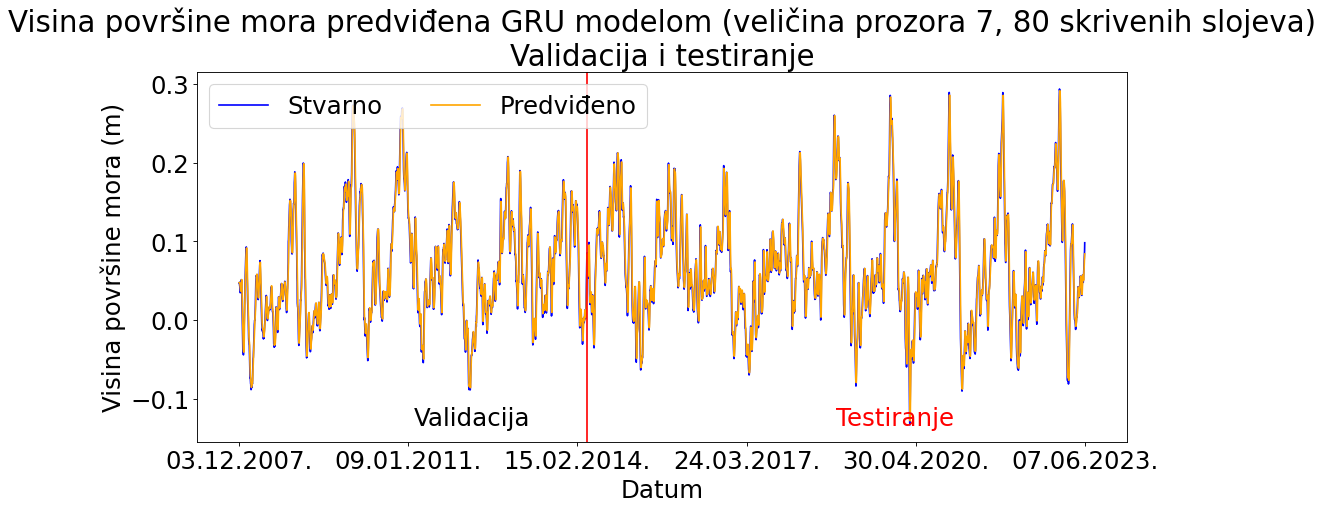 Visina površine mora predviđena GRU modelom (veličina prozora 7, 80 skrivenih slojeva)
Validacija i testiranje
Stvarno Predviđeno
Visina površine mora (m)
0.3
0.2
0.1
0.0
−0.1
Validacija Testiranje
03.12.2007. 09.01.2011. 15.02.2014. 24.03.2017. 30.04.2020. 07.06.2023.
Datum